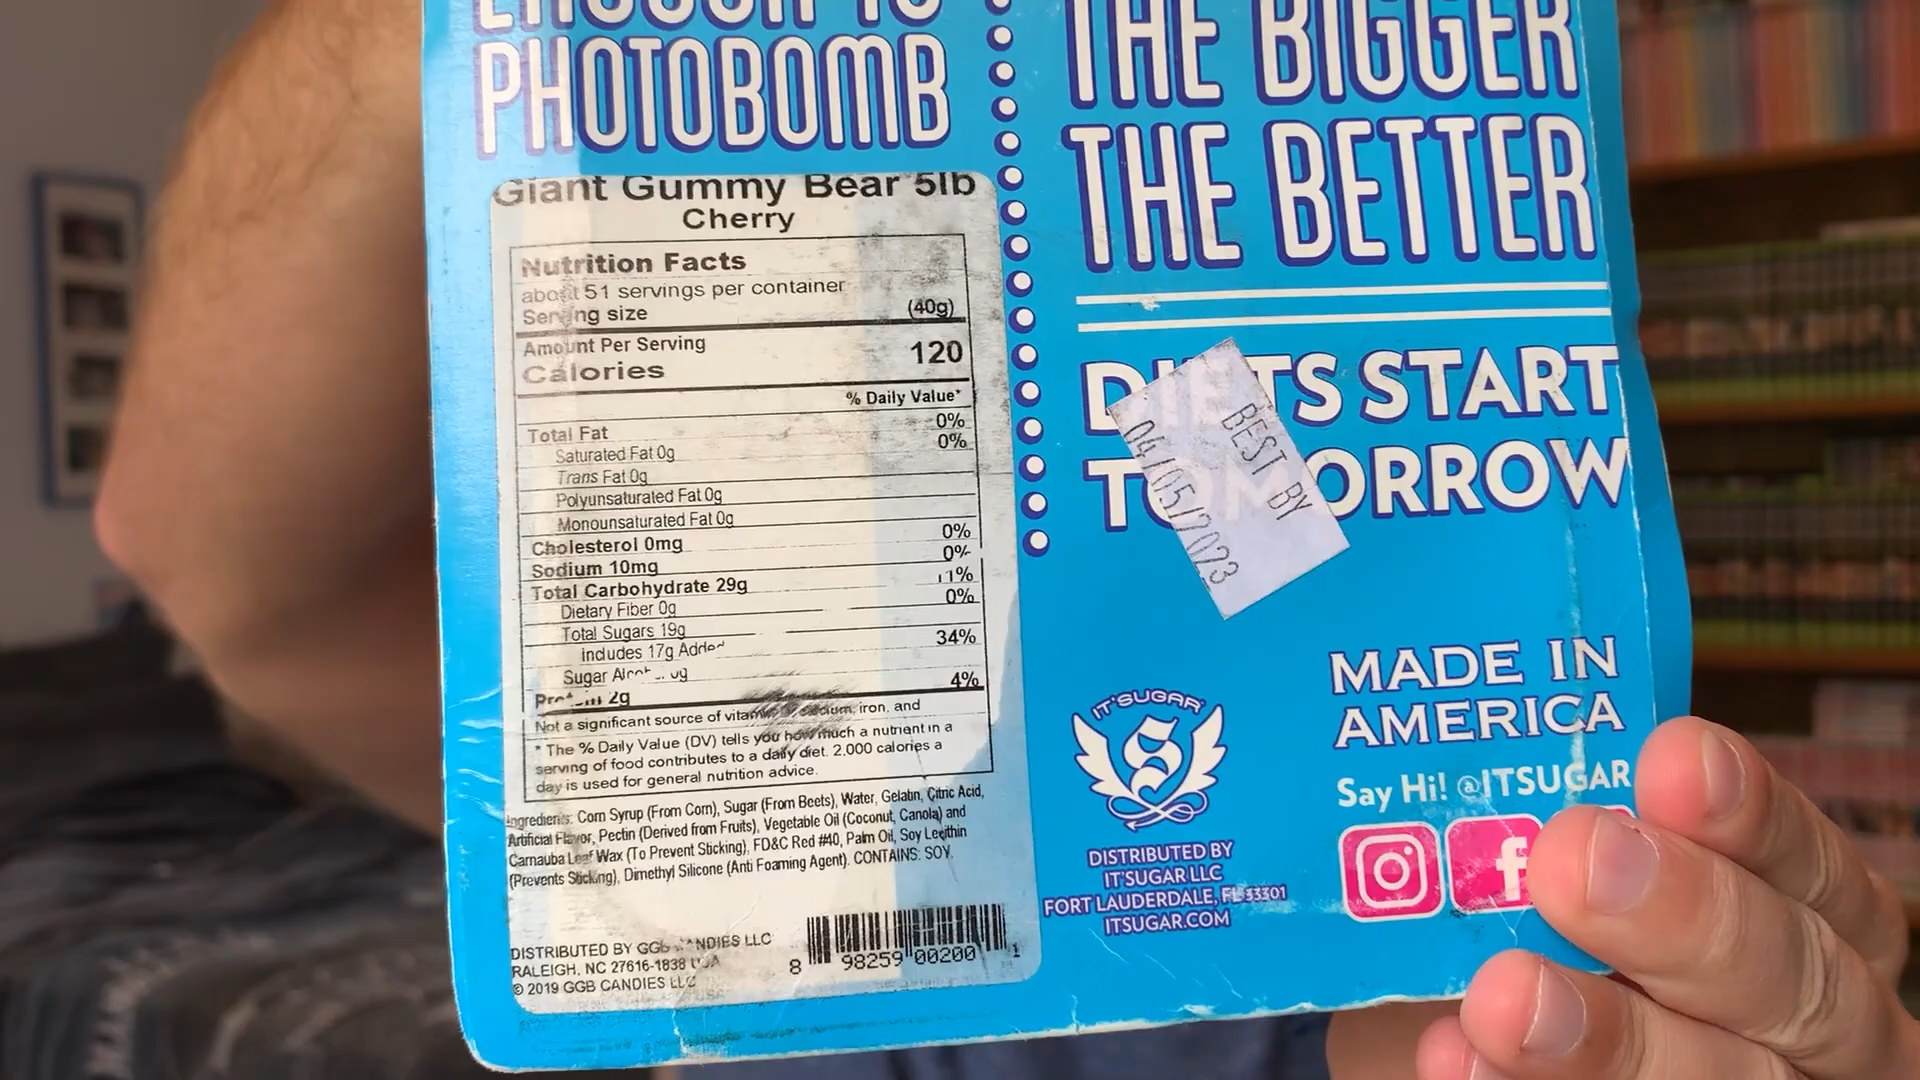 PHOTOBOMB
Giant Gummy Bear 5lb
Cherry
Nutrition Facts
about 51 servings per container
Serving size (40g)
Amount Per Serving
Calories 120
% Daily Value*
Total Fat 0%
Saturated Fat 0g 0%
Trans Fat 0g
Polyunsaturated Fat 0g
Monounsaturated Fat 0g
Cholesterol 0mg 0%
Sodium 10mg 0%
Total Carbohydrate 29g 11%
Dietary Fiber 0g 0%
Total Sugars 19g
Includes 17g Added 34%
Sugar
Protein 2g 4%
Not a significant source of iron, and
* The % Daily Value (DV) tells you how much a nutrient in a
serving of food contributes to a daily diet. 2,000 calories a
day is used for general nutrition advice.
Ingredients: Corn Syrup (From Corn), Sugar (From Beets), Water, Gelatin, Citric Acid,
Artificial Flavor, Pectin (Derived from Fruits), Vegetable Oil (Coconut, Canola) and
Carnauba Leaf Wax (To Prevent Sticking), FD&C Red #40, Palm Oil, Soy Lecithin
(Prevents Sticking), Dimethyl Silicone (Anti Foaming Agent). CONTAINS: SOY.
DISTRIBUTED BY GGB CANDIES LLC
RALEIGH, NC 27616-1838 USA
© 2019 GGB CANDIES LLC
8 98259 00200 1
THE BIGGER
THE BETTER
DIETS START
TOMORROW
BEST BY
04/05/2023
MADE IN
AMERICA
Say Hi! @ITSUGAR
IT'SUGAR
S
DISTRIBUTED BY
IT'SUGAR LLC
FORT LAUDERDALE, FL 33301
ITSUGAR.COM
f